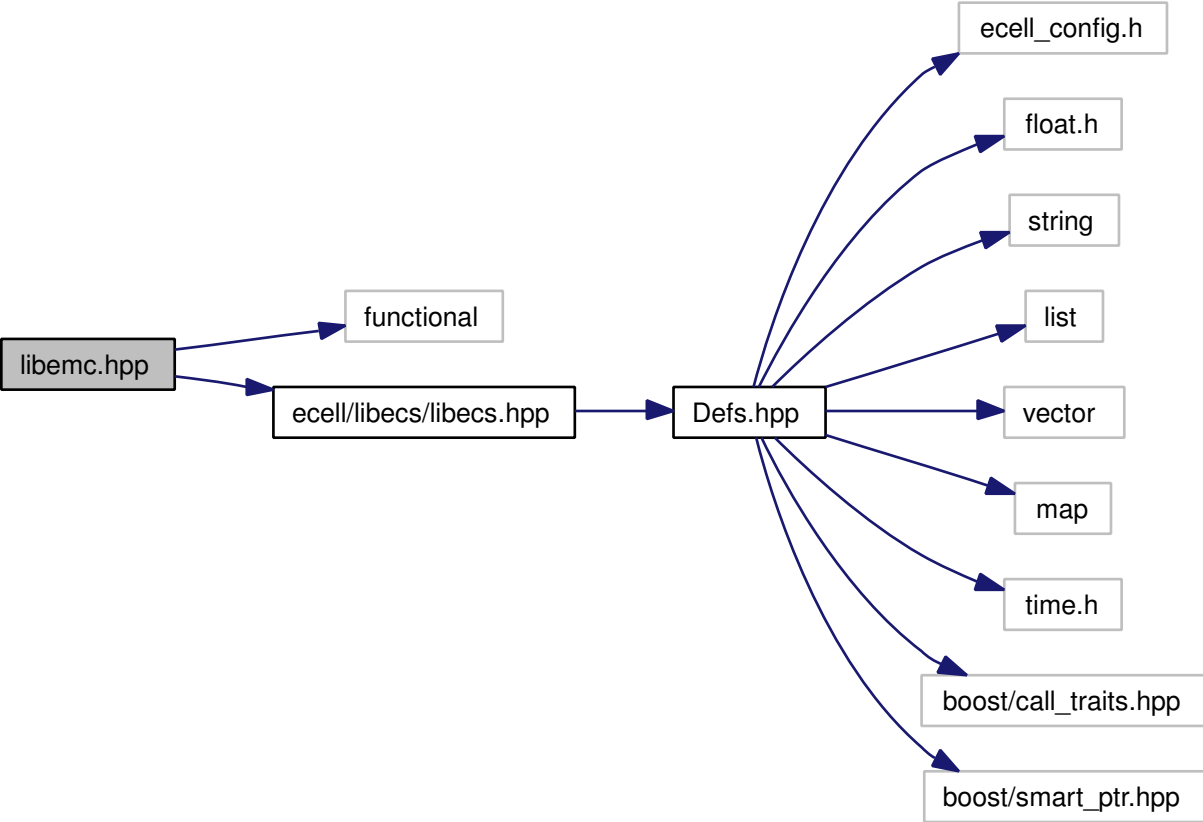 ecell_config.h
float.h
string
functional
list
libemc.hpp
ecell/libecs/libecs.hpp
Defs.hpp
vector
map
time.h
boost/call_traits.hpp
boost/smart_ptr.hpp